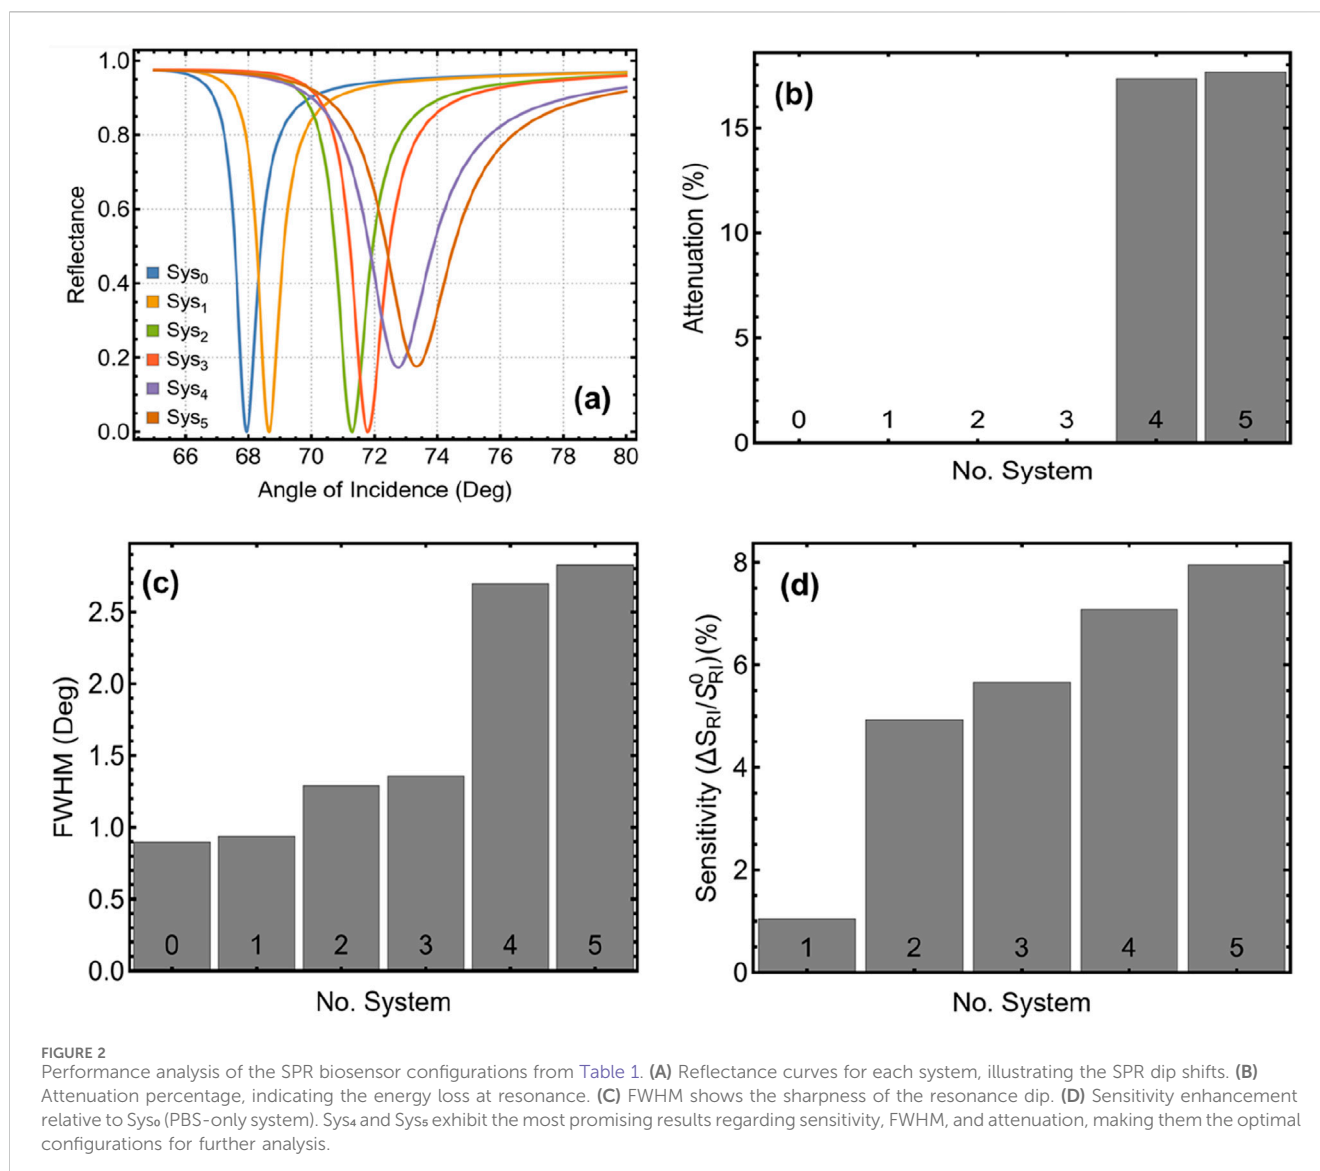 1.0
0.8
0.6
0.4
0.2
0.0
Reflectance
Sys₀
Sys₁
Sys₂
Sys₃
Sys₄
Sys₅
(a)
66 68 70 72 74 76 78 80
Angle of Incidence (Deg)
(b)
15
10
5
0
Attenuation (%)
0 1 2 3 4 5
No. System
(c)
2.5
2.0
1.5
1.0
0.5
0.0
FWHM (Deg)
0 1 2 3 4 5
No. System
(d)
8
6
4
2
0
Sensitivity (ΔS_RI/S⁰_RI)(%)
1 2 3 4 5
No. System
FIGURE 2
Performance analysis of the SPR biosensor configurations from Table 1. (A) Reflectance curves for each system, illustrating the SPR dip shifts. (B)
Attenuation percentage, indicating the energy loss at resonance. (C) FWHM shows the sharpness of the resonance dip. (D) Sensitivity enhancement
relative to Sys₀ (PBS-only system). Sys₄ and Sys₅ exhibit the most promising results regarding sensitivity, FWHM, and attenuation, making them the optimal
configurations for further analysis.